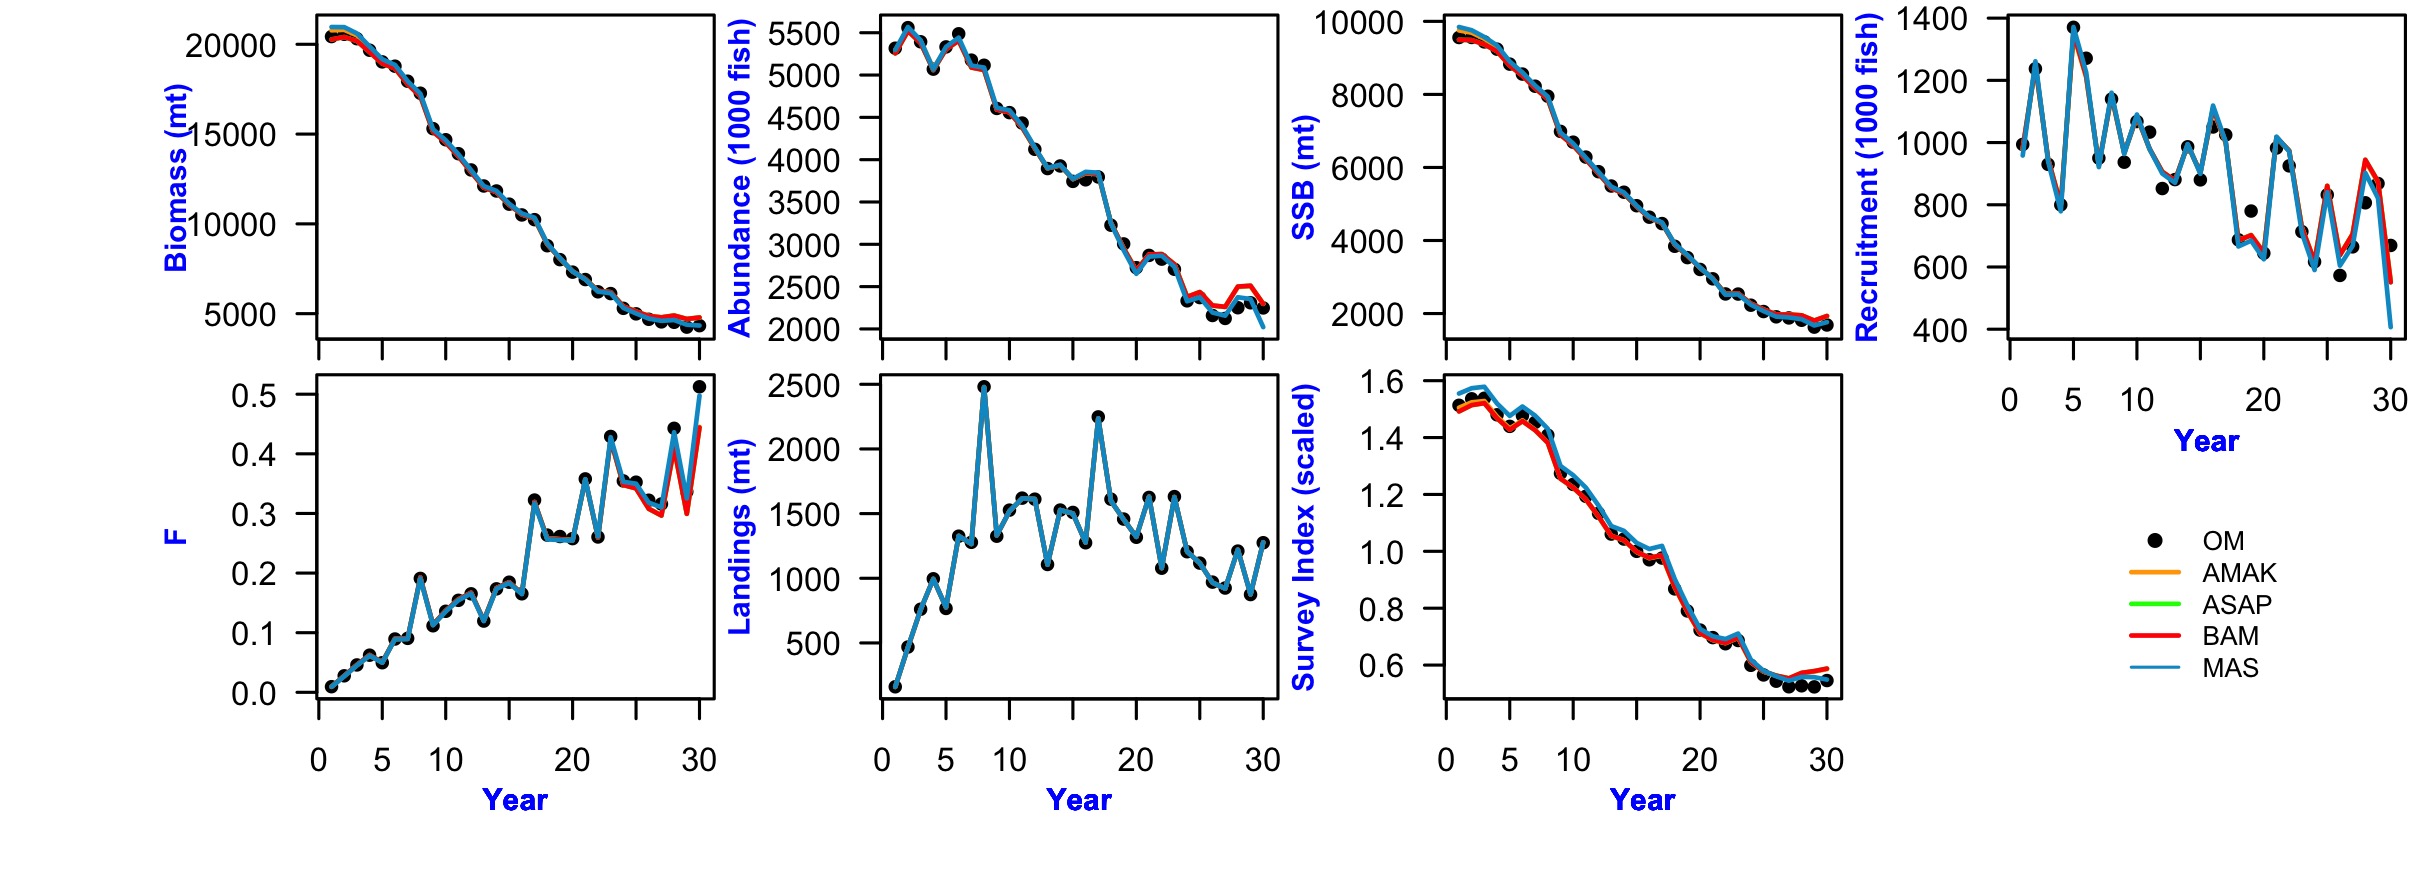 Biomass (mt)
20000
15000
10000
5000
Abundance (1000 fish)
5500
5000
4500
4000
3500
3000
2500
2000
SSB (mt)
10000
8000
6000
4000
2000
Recruitment (1000 fish)
1400
1200
1000
800
600
400
0 5 10 20 30
Year
F
0.5
0.4
0.3
0.2
0.1
0.0
0 5 10 20 30
Year
Landings (mt)
2500
2000
1500
1000
500
0 5 10 20 30
Year
Survey Index (scaled)
1.6
1.4
1.2
1.0
0.8
0.6
0 5 10 20 30
Year
OM
AMAK
ASAP
BAM
MAS